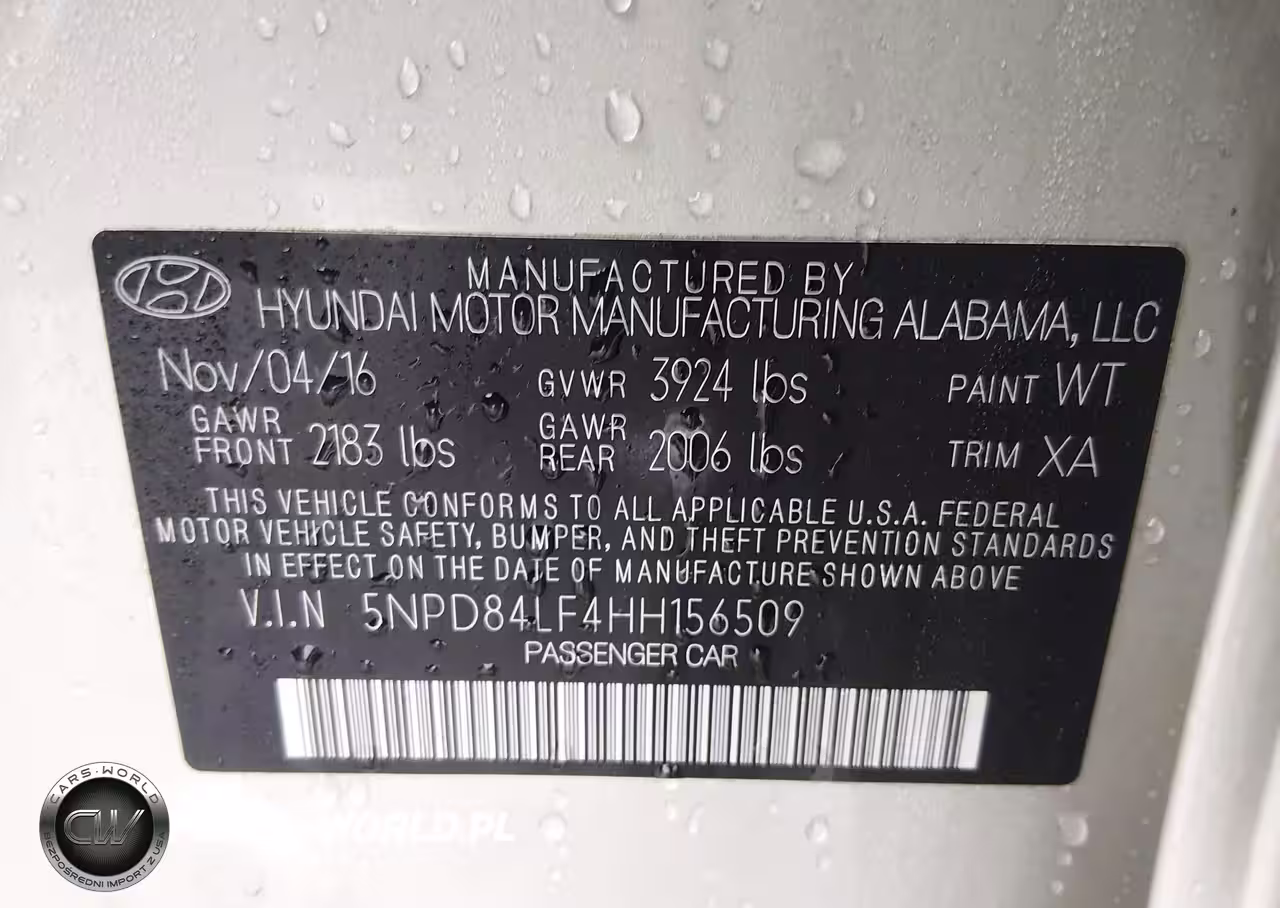 MANUFACTURED BY
HYUNDAI MOTOR MANUFACTURING ALABAMA, LLC
Nov/04/16 GVWR 3924 lbs PAINT WT
GAWR FRONT 2183 lbs GAWR REAR 2006 lbs TRIM XA
THIS VEHICLE CONFORMS TO ALL APPLICABLE U.S.A. FEDERAL
MOTOR VEHICLE SAFETY, BUMPER, AND THEFT PREVENTION STANDARDS
IN EFFECT ON THE DATE OF MANUFACTURE SHOWN ABOVE
V.I.N 5NPD84LF4HH156509
PASSENGER CAR
CARS·WORLD
CW
BEZPOŚREDNI IMPORT Z USA
WORLD.PL